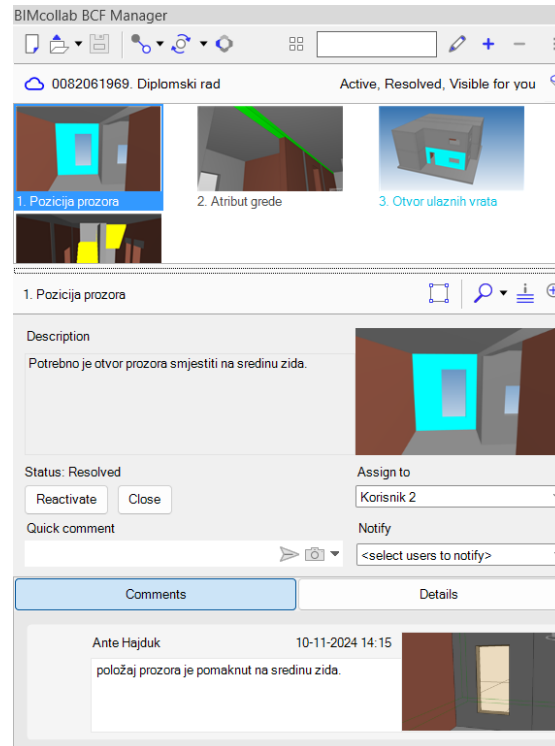 BIMcollab BCF Manager
0082061969. Diplomski rad
Active, Resolved, Visible for you
1. Pozicija prozora
2. Atribut grede
3. Otvor ulaznih vrata
1. Pozicija prozora
Description
Potrebno je otvor prozora smjestiti na sredinu zida.
Status: Resolved
Assign to
Reactivate
Close
Korisnik 2
Quick comment
Notify
<select users to notify>
Comments
Details
Ante Hajduk
10-11-2024 14:15
položaj prozora je pomaknut na sredinu zida.